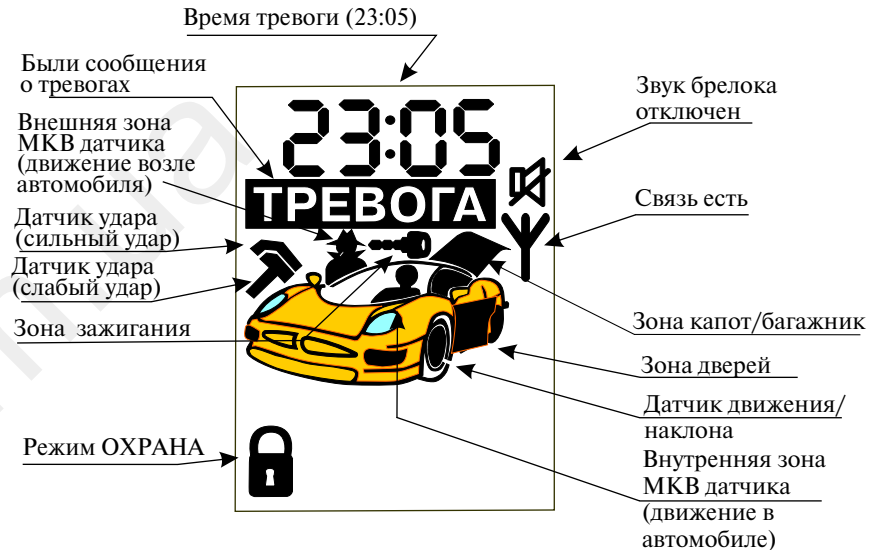 Время тревоги (23:05)
Были сообщения
о тревогах
Внешняя зона
МКВ датчика
(движение возле
автомобиля)
Датчик удара
(сильный удар)
Датчик удара
(слабый удар)
Зона зажигания
Режим ОХРАНА
23:05
ТРЕВОГА
Звук брелока
отключен
Связь есть
Зона капот/багажник
Зона дверей
Датчик движения/
наклона
Внутренняя зона
МКВ датчика
(движение в
автомобиле)